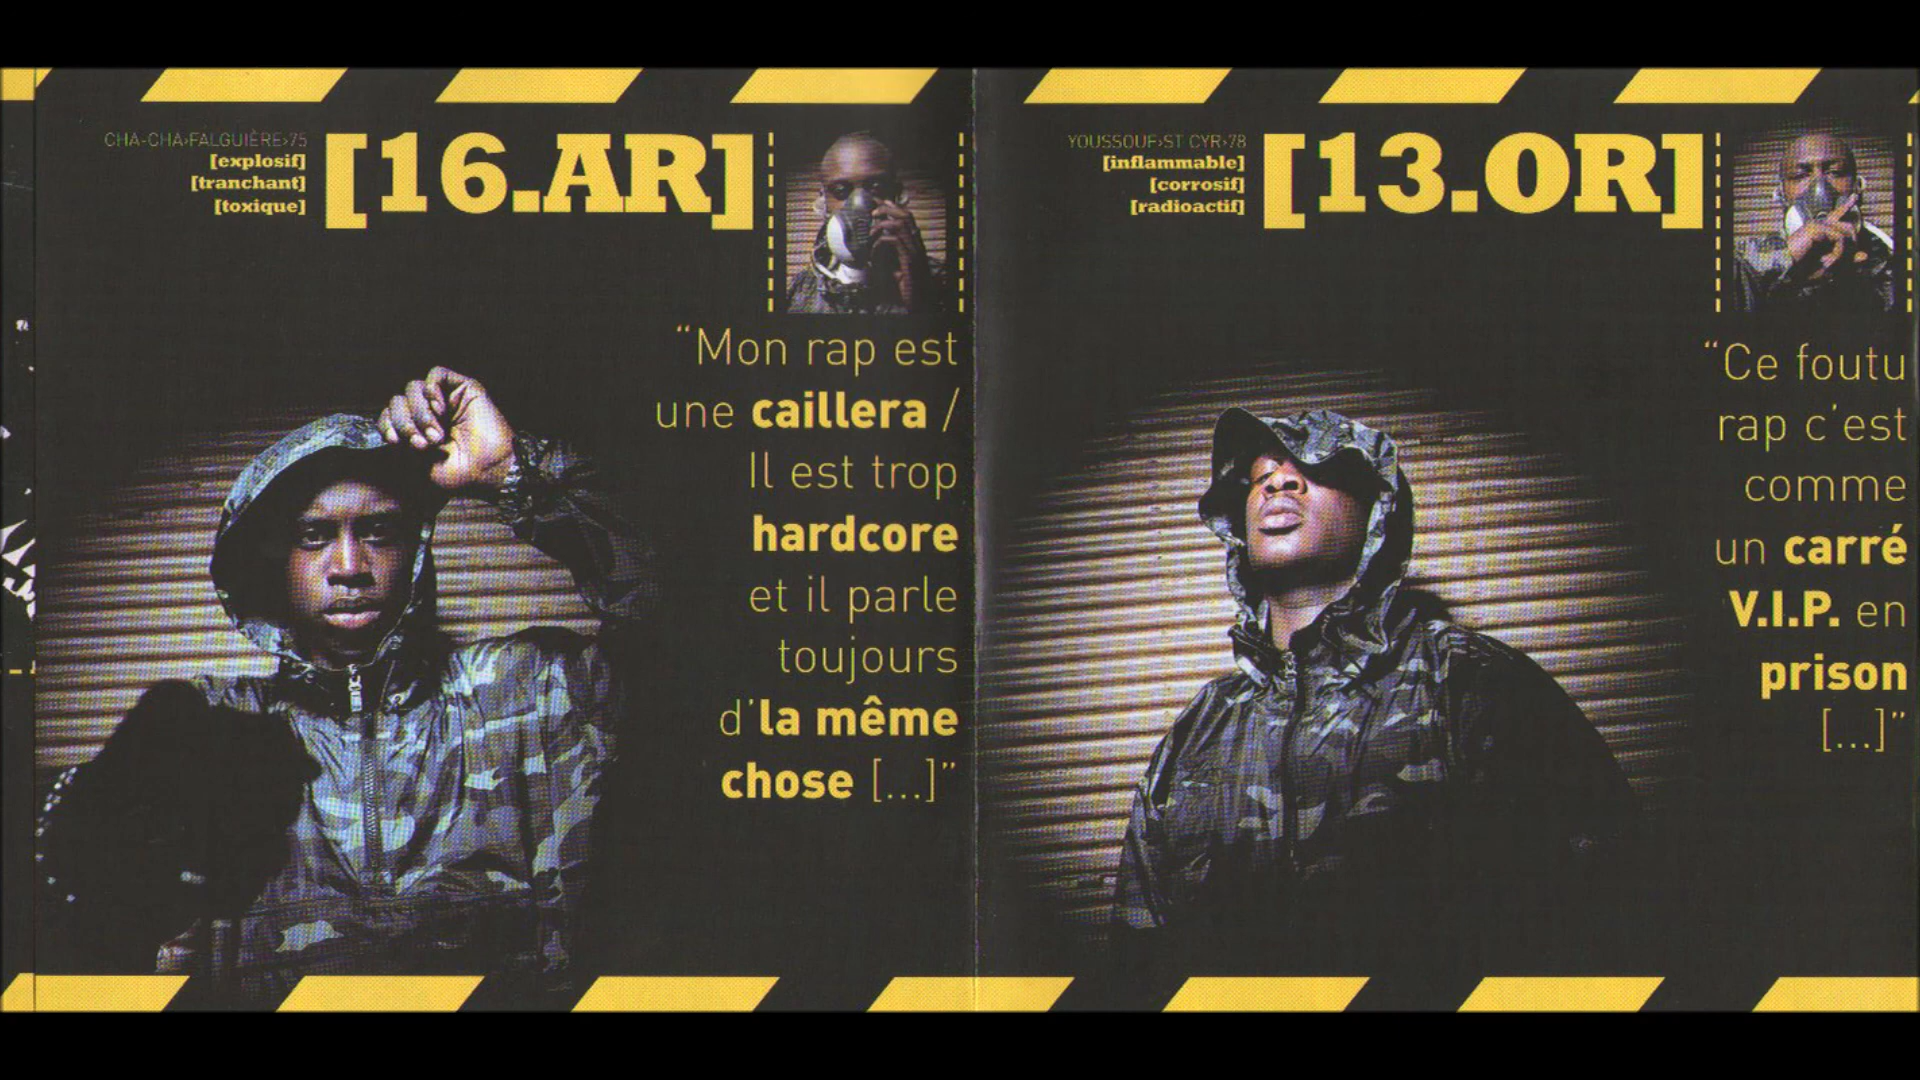 CHA-CHA›FALGUIÈRE›75
[explosif]
[tranchant]
[toxique]
[16.AR]
“Mon rap est
une caillera /
Il est trop
hardcore
et il parle
toujours
d’la même
chose [...]”
YOUSSOUF›ST CYR›78
[inflammable]
[corrosif]
[radioactif]
[13.OR]
“Ce foutu
rap c’est
comme
un carré
V.I.P. en
prison
[...]”